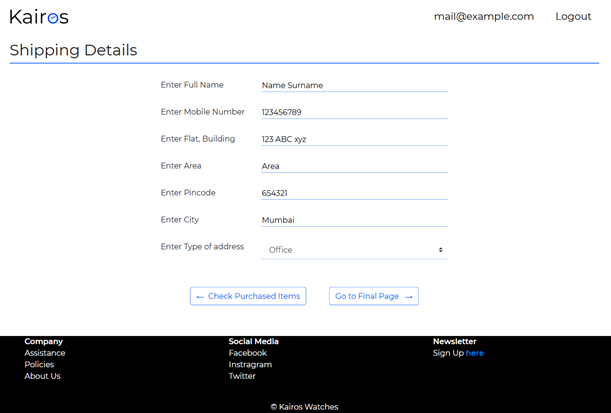 Kairos
mail@example.com Logout
Shipping Details
Enter Full Name Name Surname
Enter Mobile Number 123456789
Enter Flat, Building 123 ABC xyz
Enter Area Area
Enter Pincode 654321
Enter City Mumbai
Enter Type of address Office
← Check Purchased Items Go to Final Page →
Company Social Media Newsletter
Assistance Facebook Sign Up here
Policies Instragram
About Us Twitter
© Kairos Watches